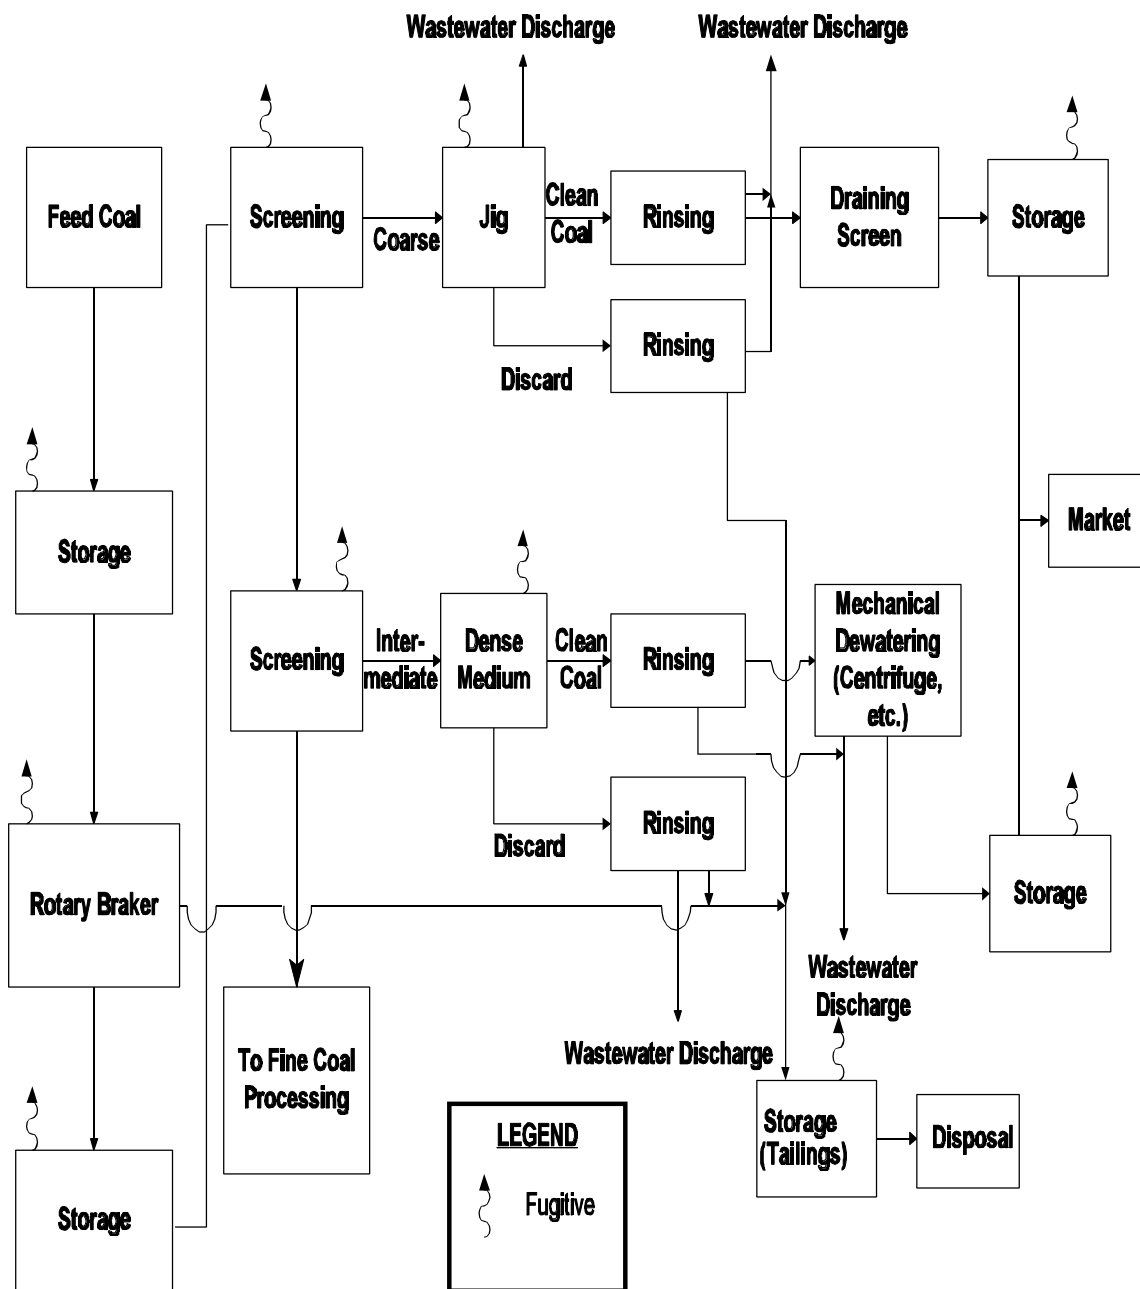 Wastewater Discharge
Wastewater Discharge
Feed Coal
Screening
Coarse
Jig
Clean
Coal
Rinsing
Draining
Screen
Storage
Rinsing
Discard
Storage
Market
Screening
Inter-
mediate
Dense
Medium
Clean
Coal
Rinsing
Mechanical
Dewatering
(Centrifuge,
etc.)
Rinsing
Discard
Rotary Braker
Storage
Wastewater
Discharge
Wastewater Discharge
To Fine Coal
Processing
Storage
(Tailings)
Disposal
LEGEND
Fugitive
Storage